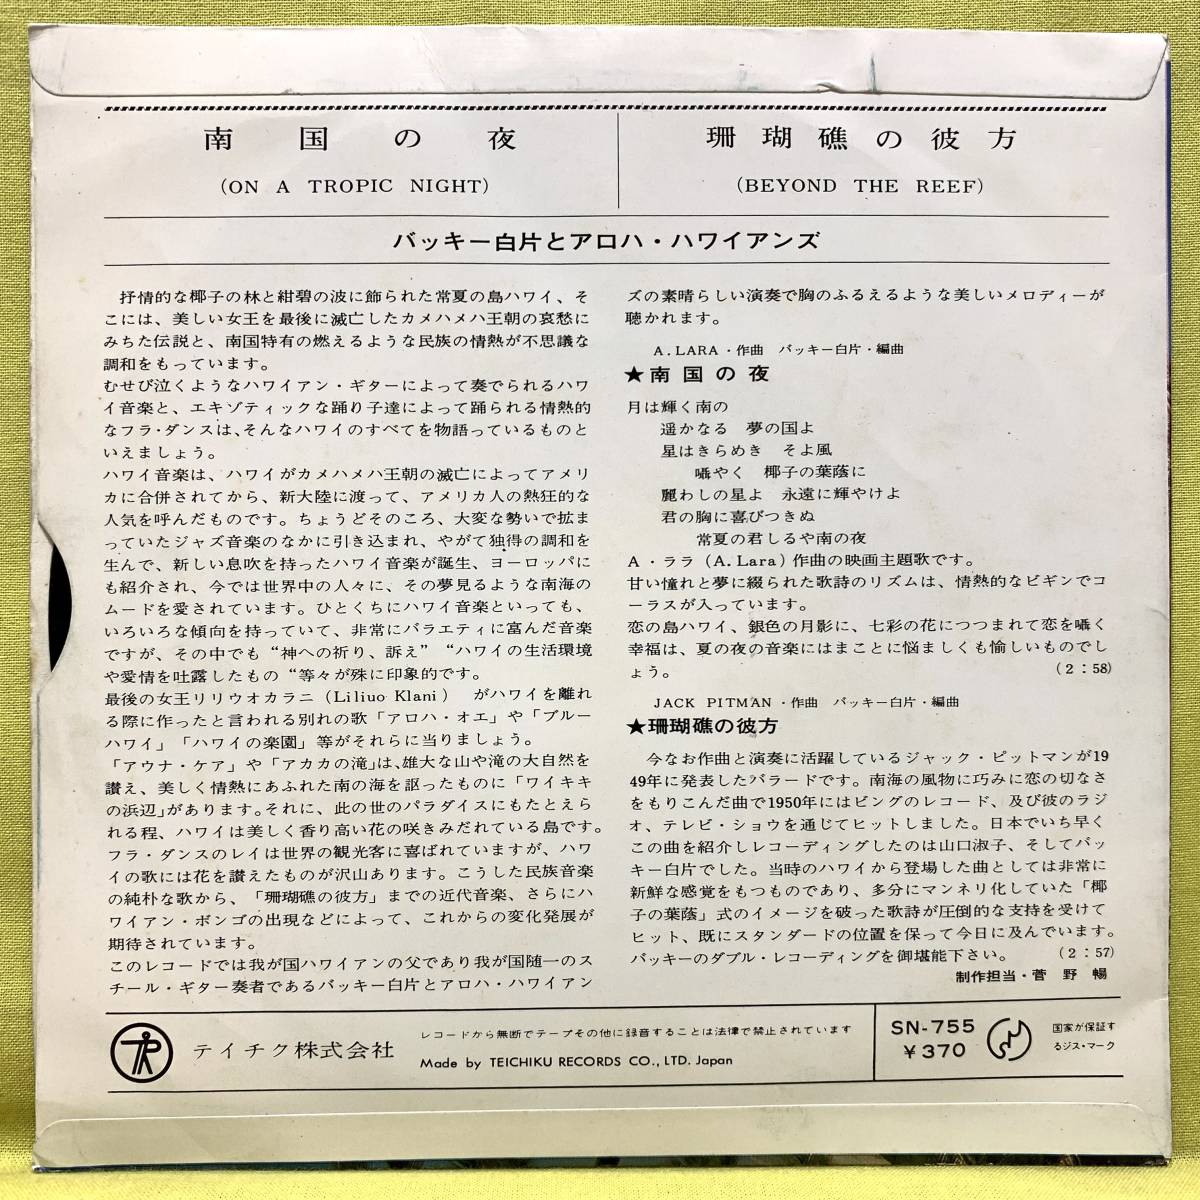 南国の夜
(ON A TROPIC NIGHT)
珊瑚礁の彼方
(BEYOND THE REEF)
バッキー白片とアロハ・ハワイアンズ
抒情的な椰子の林と紺碧の波に飾られた常夏の島ハワイ、そ
こには、美しい女王を最後に滅亡したカメハメハ王朝の哀愁に
みちた伝説と、南国特有の燃えるような民族の情熱が不思議な
調和をもっています。
むせび泣くようなハワイアン・ギターによって奏でられるハワ
イ音楽と、エキゾティックな踊り子達によって踊られる情熱的
なフラ・ダンスは、そんなハワイのすべてを物語っているものと
いえましょう。
ハワイ音楽は、ハワイがカメハメハ王朝の滅亡によってアメリ
カに合併されてから、新大陸に渡って、アメリカ人の熱狂的な
人気を呼んだものです。ちょうどそのころ、大変な勢いで拡ま
っていたジャズ音楽のなかに引き込まれ、やがて独得の調和を
生んで、新しい息吹を持ったハワイ音楽が誕生、ヨーロッパに
も紹介され、今では世界中の人々に、その夢見るような南海の
ムードを愛されています。ひとくちにハワイ音楽といっても、
いろいろな傾向を持っていて、非常にバラエティに富んだ音楽
ですが、その中でも“神への祈り、訴え”“ハワイの生活環境
や愛情を吐露したもの“等々が殊に印象的です。
最後の女王リリウオカラニ(Liliuo Klani) がハワイを離れ
る際に作ったと言われる別れの歌「アロハ・オエ」や「ブルー
ハワイ」「ハワイの楽園」等がそれらに当りましょう。
「アウナ・ケア」や「アカカの滝」は、雄大な山や滝の大自然を
讃え、美しく情熱にあふれた南の海を謳ったものに「ワイキキ
の浜辺」があります。それに、此の世のパラダイスにもたとえら
れる程、ハワイは美しく香り高い花の咲きみだれている島です。
フラ・ダンスのレイは世界の観光客に喜ばれていますが、ハワ
イの歌には花を讃えたものが沢山あります。こうした民族音楽
の純朴な歌から、「珊瑚礁の彼方」までの近代音楽、さらにハ
ワイアン・ボンゴの出現などによって、これからの変化発展が
期待されています。
このレコードでは我が国ハワイアンの父であり我が国随一のス
チール・ギター奏者であるバッキー白片とアロハ・ハワイアン
ズの素晴らしい演奏で胸のふるえるような美しいメロディーが
聴かれます。
A.LARA・作曲 バッキー白片・編曲
★南国の夜
月は輝く南の
遥かなる 夢の国よ
星はきらめき そよ風
囁やく 椰子の葉蔭に
麗わしの星よ 永遠に輝やけよ
君の胸に喜びつきぬ
常夏の君しるや南の夜
A・ララ(A.Lara)作曲の映画主題歌です。
甘い憧れと夢に綴られた歌詩のリズムは、情熱的なビギンでコ
ーラスが入っています。
恋の島ハワイ、銀色の月影に、七彩の花につつまれて恋を囁く
幸福は、夏の夜の音楽にはまことに悩ましくも愉しいものでし
ょう。 (2:58)
JACK PITMAN・作曲 バッキー白片・編曲
★珊瑚礁の彼方
今なお作曲と演奏に活躍しているジャック・ピットマンが19
49年に発表したバラードです。南海の風物に巧みに恋の切なさ
をもりこんだ曲で1950年にはビングのレコード、及び彼のラジ
オ、テレビ・ショウを通じてヒットしました。日本でいち早く
この曲を紹介しレコーディングしたのは山口淑子、そしてバッ
キー白片でした。当時のハワイから登場した曲としては非常に
新鮮な感覚をもつものであり、多分にマンネリ化していた「椰
子の葉蔭」式のイメージを破った歌詩が圧倒的な支持を受けて
ヒット、既にスタンダードの位置を保って今日に及んでいます。
バッキーのダブル・レコーディングを御堪能下さい。 (2:57)
制作担当・菅野暢
テイチク株式会社
レコードから無断でテープその他に録音することは法律で禁止されています
Made by TEICHIKU RECORDS CO., LTD. Japan
SN-755
￥370
国家が保証す
るジス・マーク